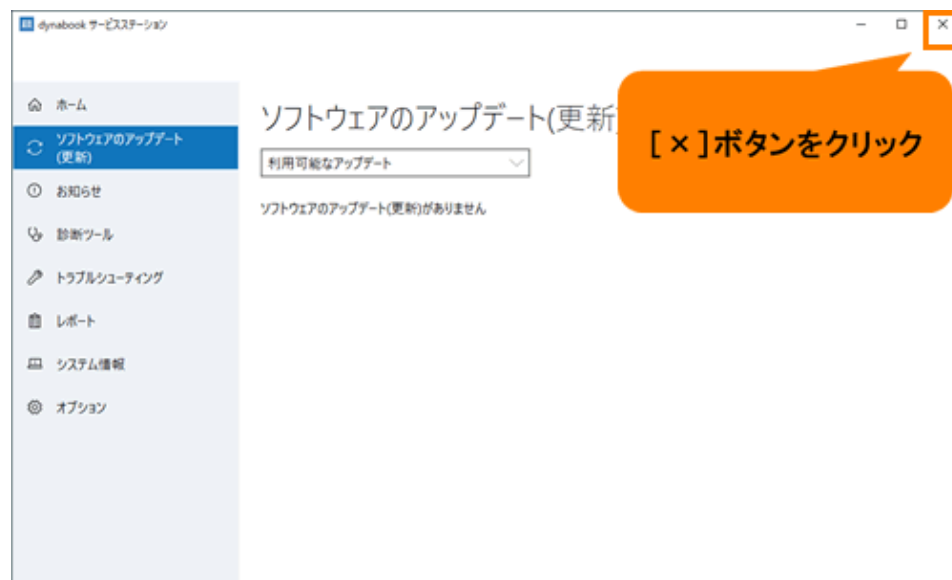 dynabook サービスステーション
ホーム
ソフトウェアのアップデート
(更新)
お知らせ
診断ツール
トラブルシューティング
レポート
システム情報
オプション
ソフトウェアのアップデート(更新)
利用可能なアップデート
ソフトウェアのアップデート(更新)がありません
[×]ボタンをクリック